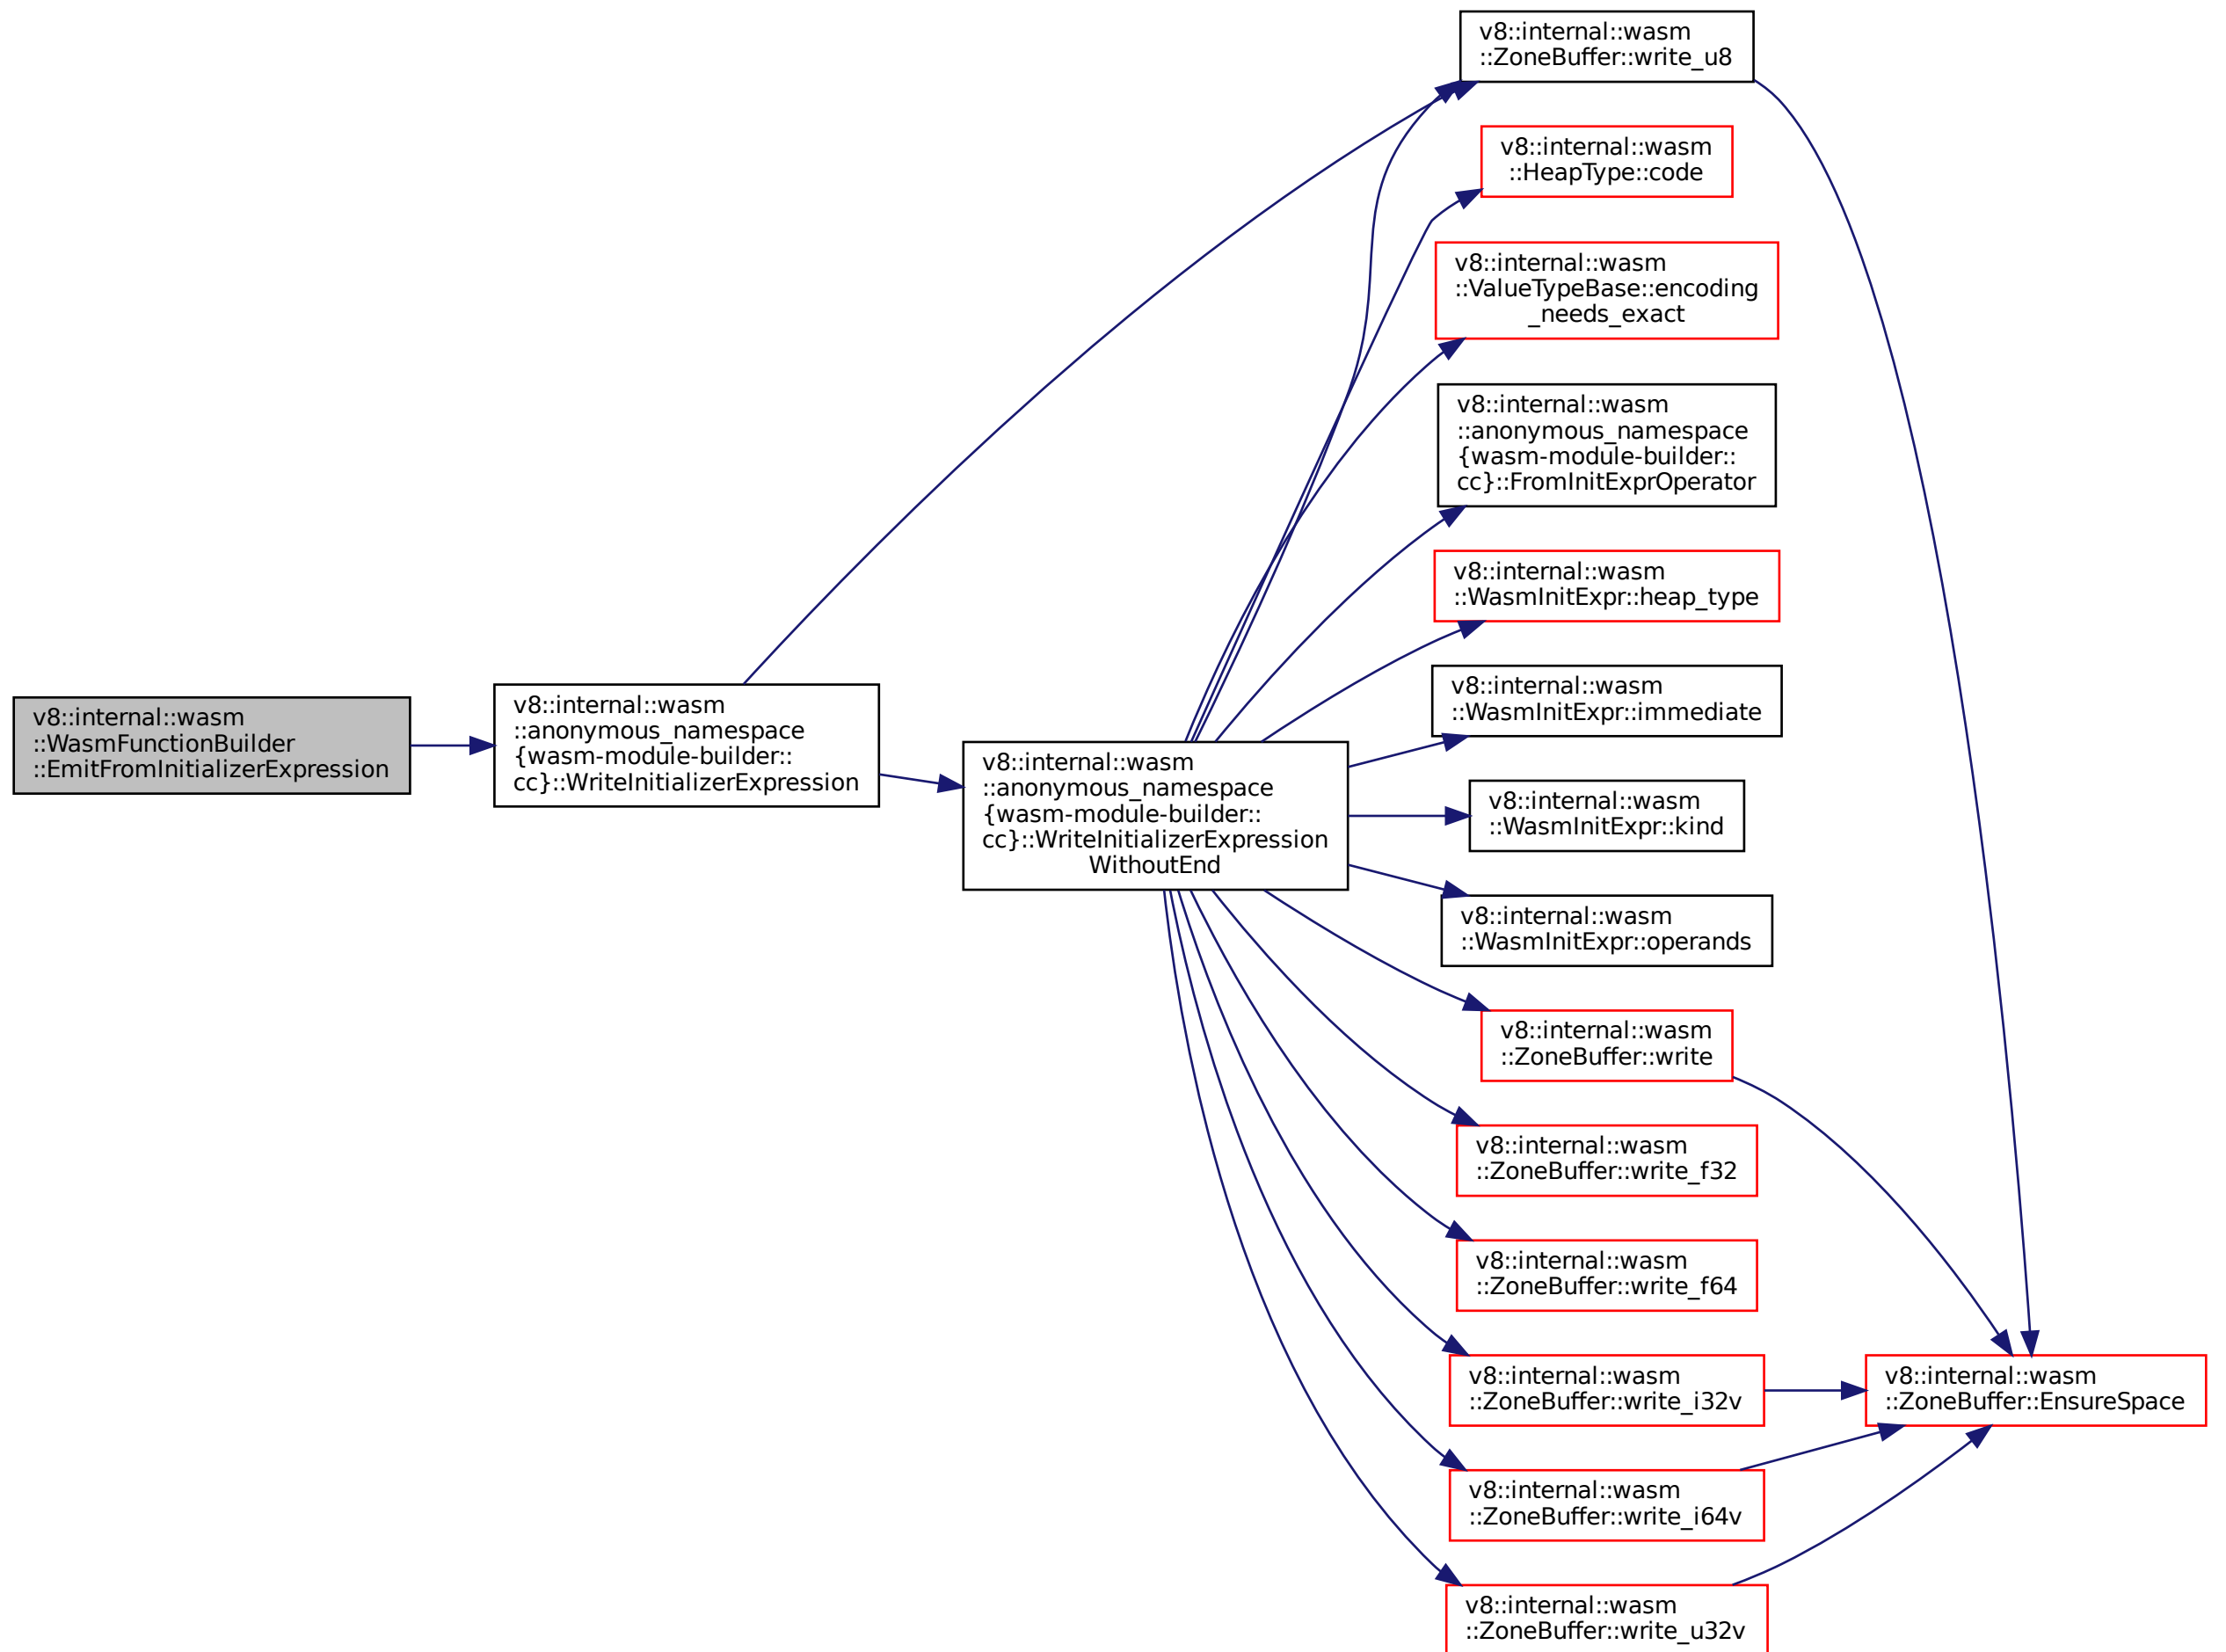 v8::internal::wasm
::WasmFunctionBuilder
::EmitFromInitializerExpression
v8::internal::wasm
::anonymous_namespace
{wasm-module-builder::
cc}::WriteInitializerExpression
v8::internal::wasm
::anonymous_namespace
{wasm-module-builder::
cc}::WriteInitializerExpression
WithoutEnd
v8::internal::wasm
::ZoneBuffer::write_u8
v8::internal::wasm
::HeapType::code
v8::internal::wasm
::ValueTypeBase::encoding
_needs_exact
v8::internal::wasm
::anonymous_namespace
{wasm-module-builder::
cc}::FromInitExprOperator
v8::internal::wasm
::WasmInitExpr::heap_type
v8::internal::wasm
::WasmInitExpr::immediate
v8::internal::wasm
::WasmInitExpr::kind
v8::internal::wasm
::WasmInitExpr::operands
v8::internal::wasm
::ZoneBuffer::write
v8::internal::wasm
::ZoneBuffer::write_f32
v8::internal::wasm
::ZoneBuffer::write_f64
v8::internal::wasm
::ZoneBuffer::write_i32v
v8::internal::wasm
::ZoneBuffer::write_i64v
v8::internal::wasm
::ZoneBuffer::write_u32v
v8::internal::wasm
::ZoneBuffer::EnsureSpace